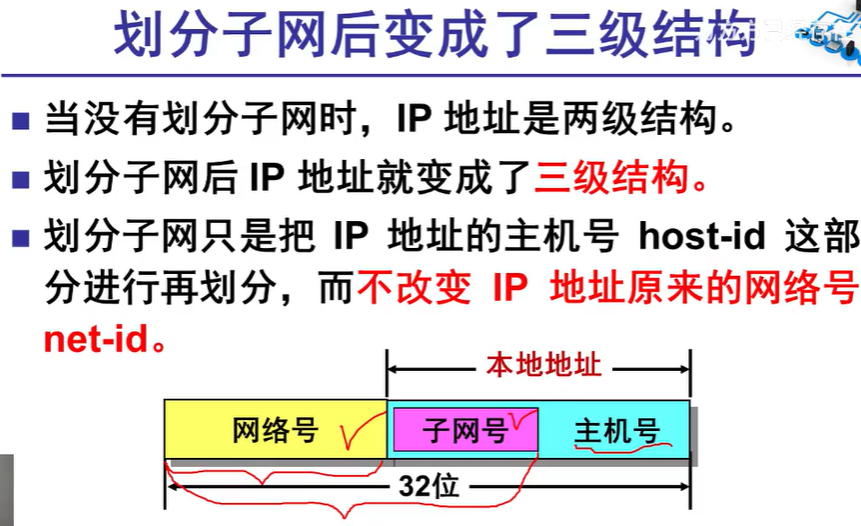 划分子网后变成了三级结构
■ 当没有划分子网时，IP 地址是两级结构。
■ 划分子网后 IP 地址就变成了三级结构。
■ 划分子网只是把 IP 地址的主机号 host-id 这部
分进行再划分，而不改变 IP 地址原来的网络号
net-id。
本地地址
网络号 子网号 主机号
32位